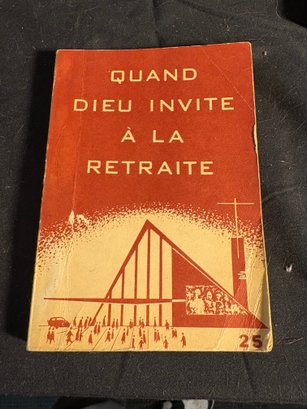 QUAND
DIEU INVITE
À LA
RETRAITE
25